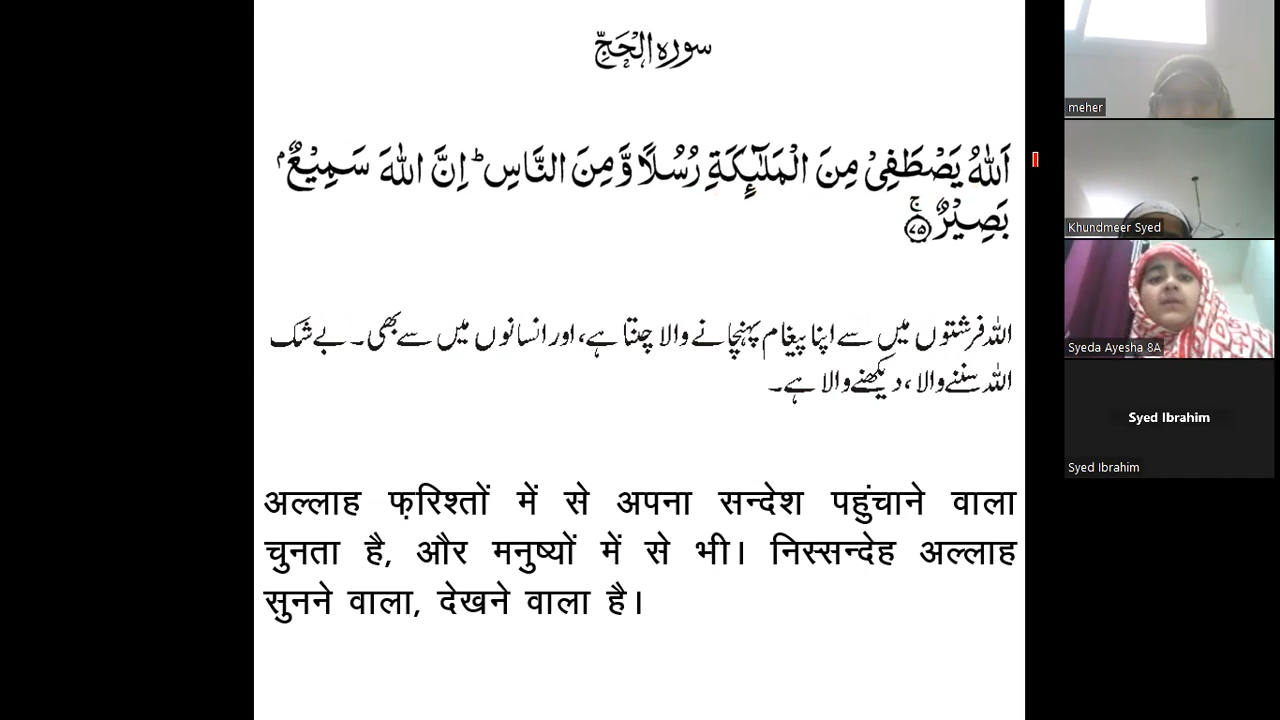 سورہ الْحَجِّ
اَللّٰهُ يَصْطَفِىْ مِنَ الْمَلٰٓئِكَةِ رُسُلًا وَّمِنَ النَّاسِ ؕ اِنَّ اللّٰهَ سَمِيْعٌۢ
بَصِيْرٌ ۚ ﴿۷۵﴾
اللہ فرشتوں میں سے اپنا پیغام پہنچانے والا چنتا ہے، اور انسانوں میں سے بھی۔ بے شک
اللہ سننے والا، دیکھنے والا ہے۔
अल्लाह फ़रिश्तों में से अपना सन्देश पहुंचाने वाला
चुनता है, और मनुष्यों में से भी। निस्सन्देह अल्लाह
सुनने वाला, देखने वाला है।
meher
Khundmeer Syed
Syeda Ayesha 8A
Syed Ibrahim
Syed Ibrahim